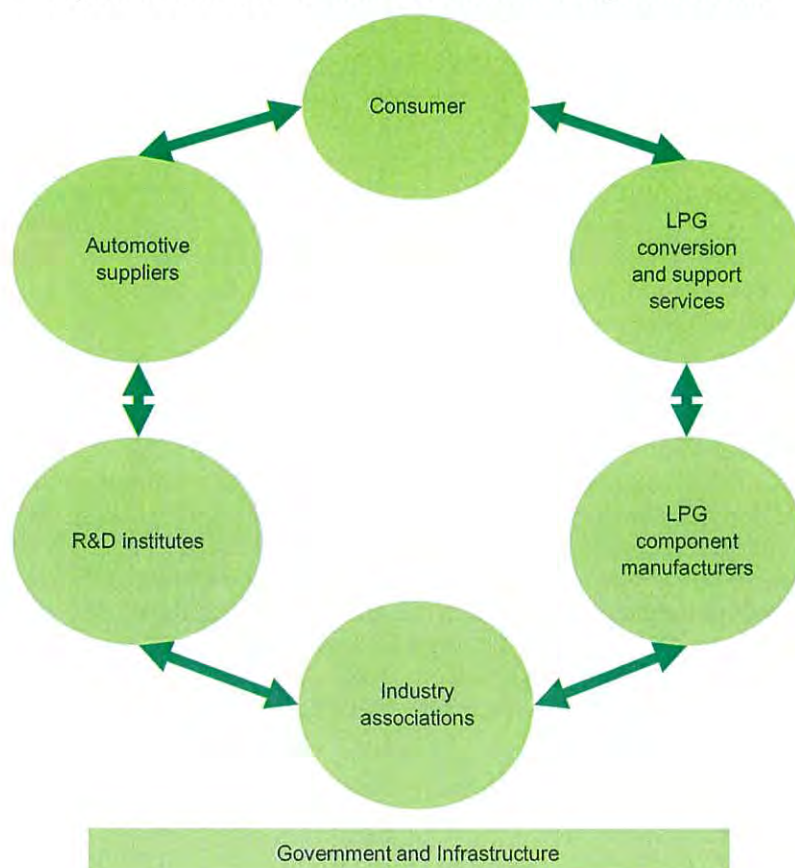 Consumer
Automotive
suppliers
LPG
conversion
and support
services
R&D institutes
LPG
component
manufacturers
Industry
associations
Government and Infrastructure